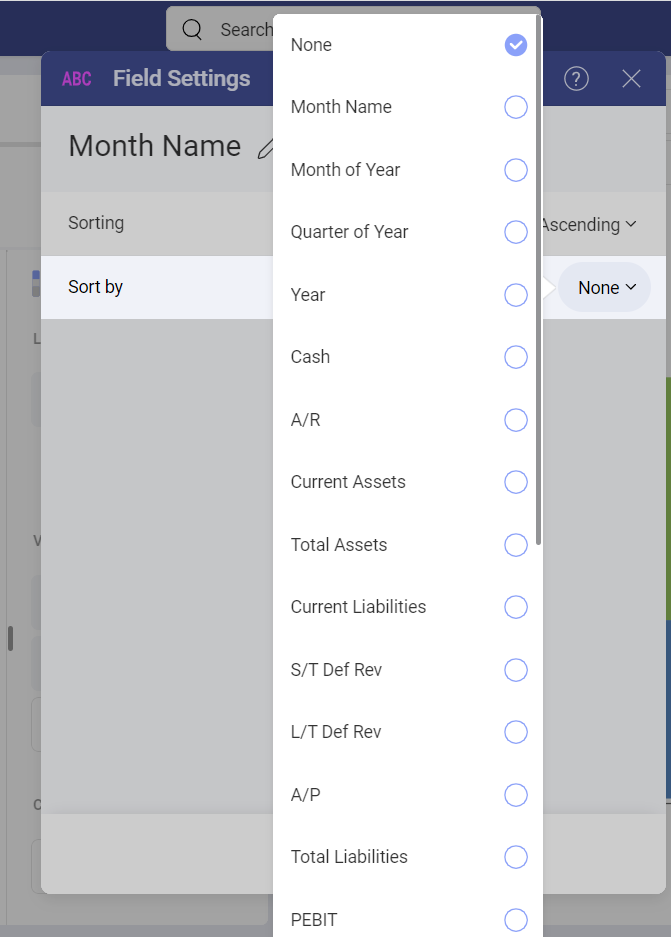 Search
ABC Field Settings
?
Month Name
Sorting
Ascending
Sort by
None
None
Month Name
Month of Year
Quarter of Year
Year
Cash
A/R
Current Assets
Total Assets
Current Liabilities
S/T Def Rev
L/T Def Rev
A/P
Total Liabilities
PEBIT
L
V
C